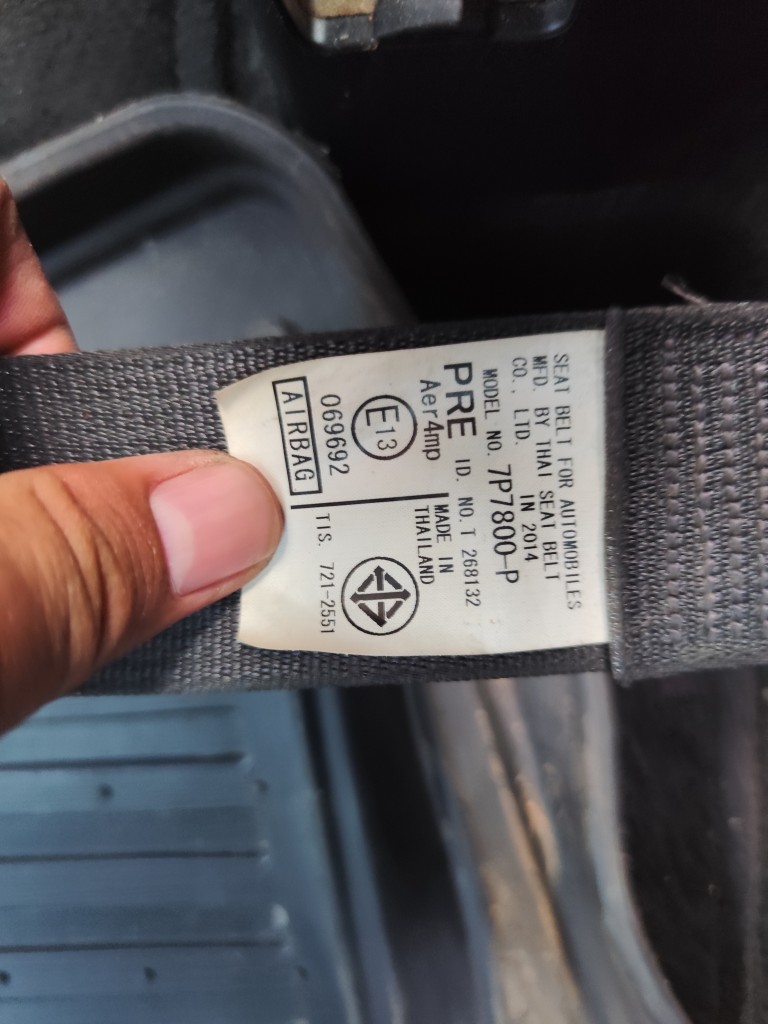 SEAT BELT FOR AUTOMOBILES
MFD. BY THAI SEAT BELT
CO., LTD. IN 2014
MODEL NO. 7P7800-P
PRE ID. NO. T 268132
Aer4mp
E13
069692
AIRBAG
MADE IN
THAILAND
TIS. 721-2551